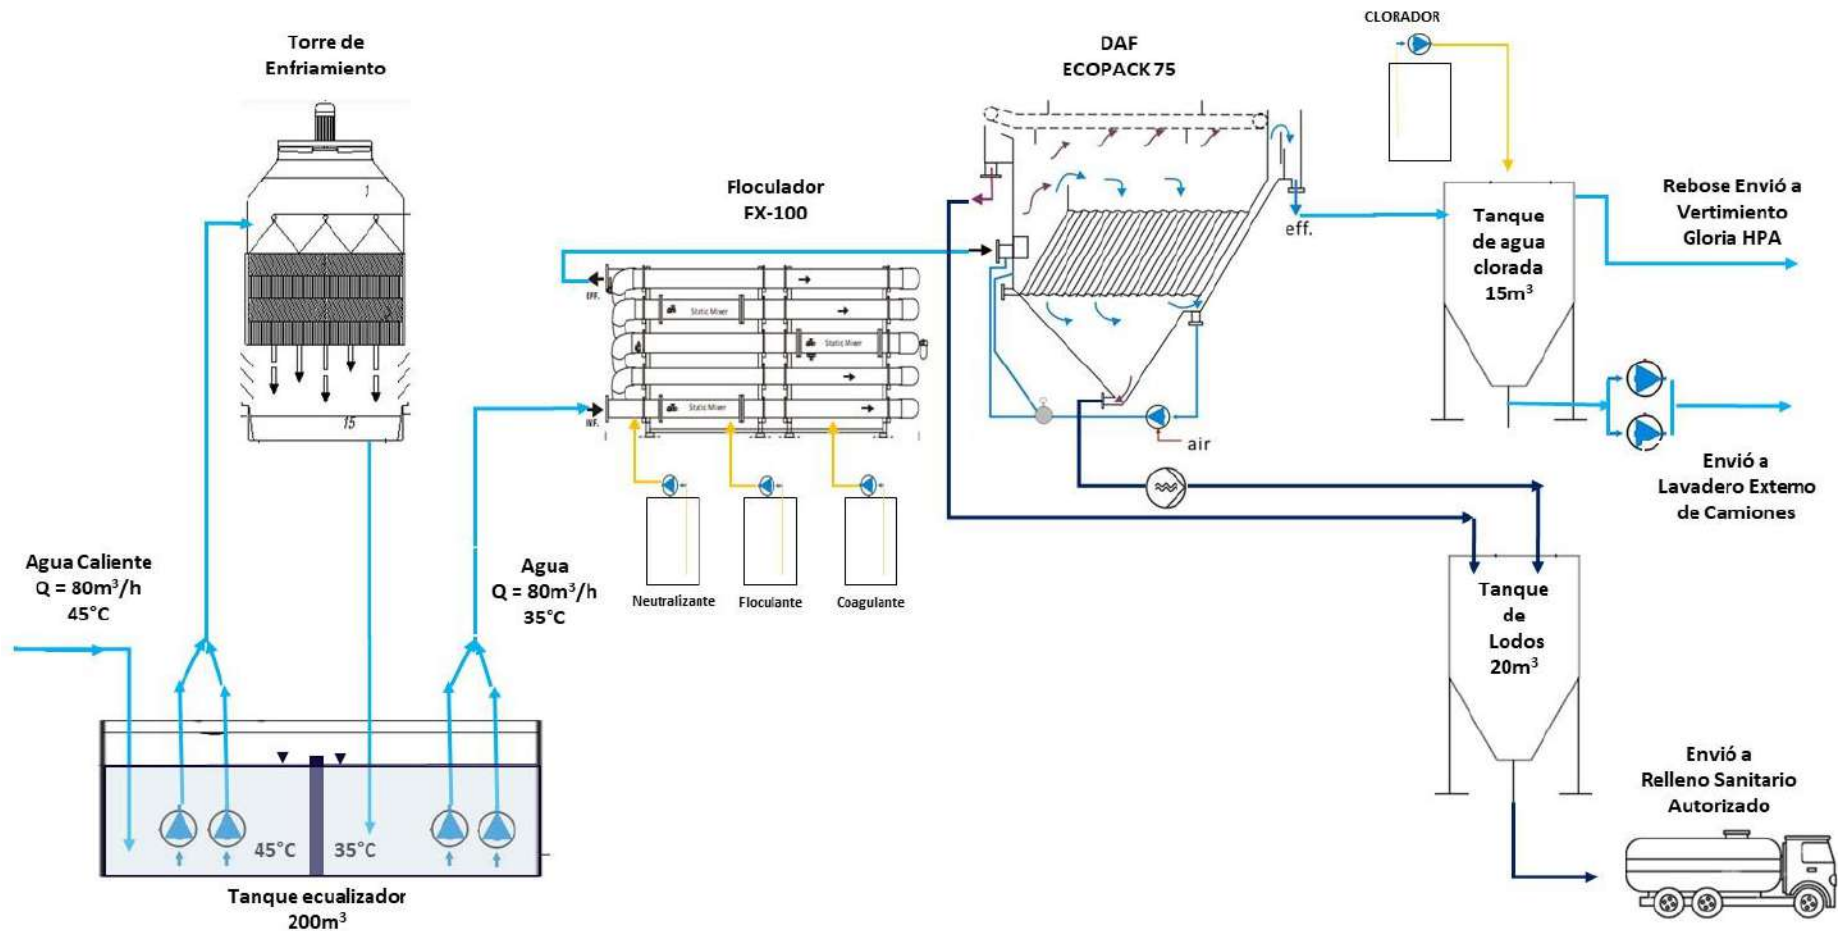 Torre de
Enfriamiento
1
2
15
Agua Caliente
Q = 80m³/h
45°C
45°C
35°C
Tanque ecualizador
200m³
Agua
Q = 80m³/h
35°C
Floculador
FX-100
EFF.
Static Mixer
Static Mixer
Static Mixer
INF.
Neutralizante
Floculante
Coagulante
DAF
ECOPACK 75
eff.
air
CLORADOR
Tanque
de agua
clorada
15m³
Rebose Envió a
Vertimiento
Gloria HPA
Envió a
Lavadero Externo
de Camiones
Tanque
de
Lodos
20m³
Envió a
Relleno Sanitario
Autorizado